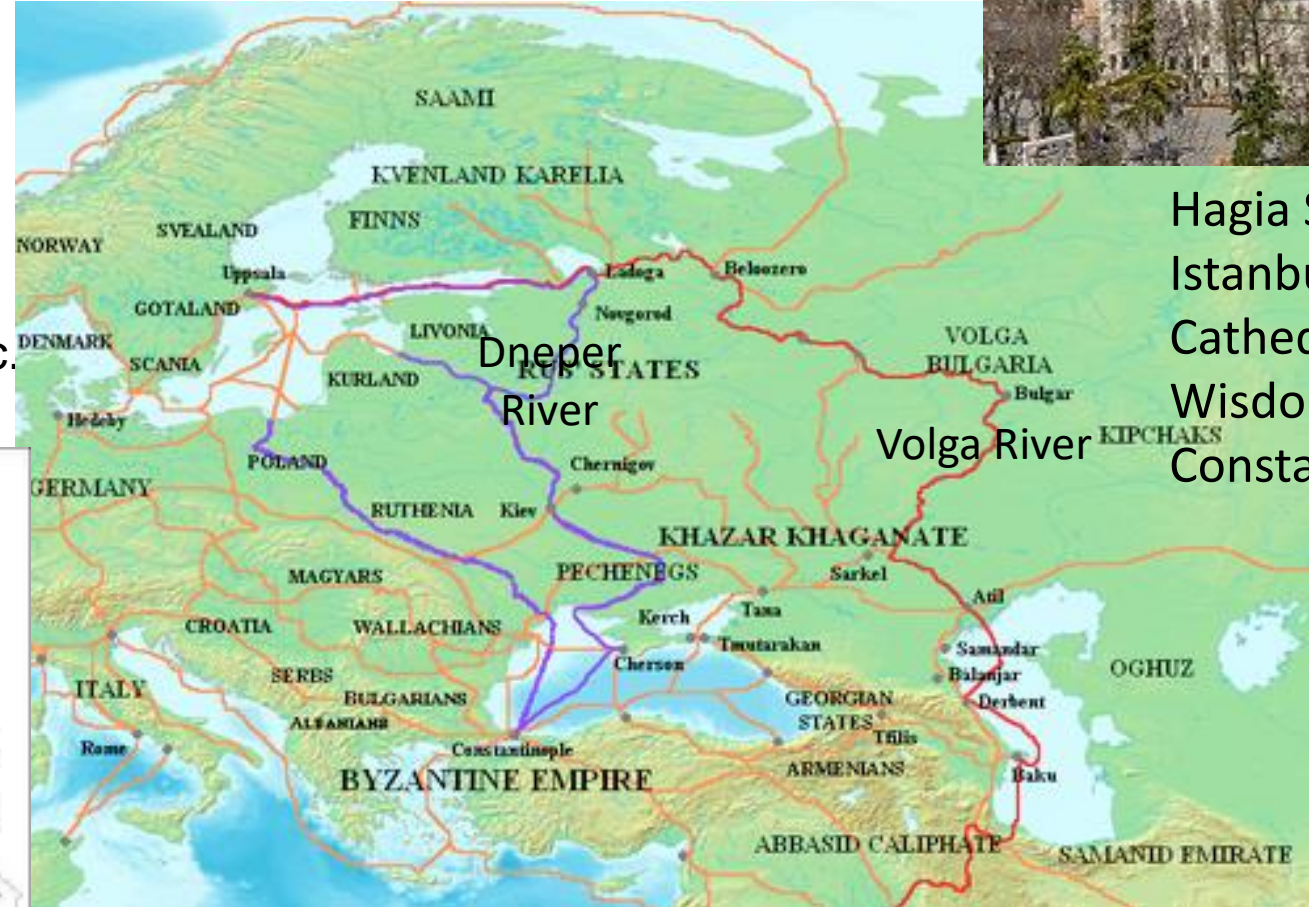 SAAMI
KVENLAND KARELIA
FINNS
SVEALAND
NORWAY
Uppsala
Ladoga
Beloozero
GOTALAND
Novgorod
LIVONIA
DENMARK
c.
SCANIA
KURLAND
Dneper
River
RUS' STATES
VOLGA
BULGARIA
Bulgar
Hedeby
Volga River
KIPCHAKS
Hagia
Istanbu
Cathed
Wisdo
Consta
POLAND
Chernigov
GERMANY
RUTHENIA
Kiev
KHAZAR KHAGANATE
PECHENEGS
Sarkel
MAGYARS
Atil
Kerch
Tana
CROATIA
WALLACHIANS
Tmutarakan
Samandar
Cherson
Balanjar
OGHUZ
SERBS
ITALY
BULGARIANS
GEORGIAN
STATES
Derbent
ALBANIANS
Tfilis
Rome
Constantinople
BYZANTINE EMPIRE
ARMENIANS
Baku
ABBASID CALIPHATE
SAMANID EMIRATE